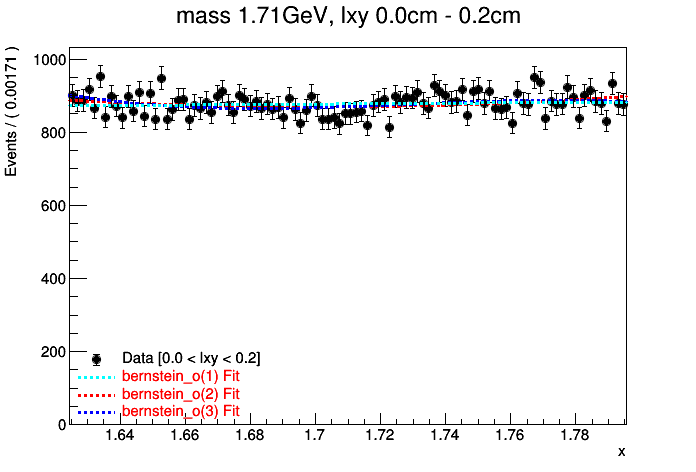 mass 1.71GeV, lxy 0.0cm - 0.2cm
Events / ( 0.00171 )
1000
800
600
400
200
0
Data [0.0 < lxy < 0.2]
bernstein_o(1) Fit
bernstein_o(2) Fit
bernstein_o(3) Fit
1.64 1.66 1.68 1.7 1.72 1.74 1.76 1.78
x